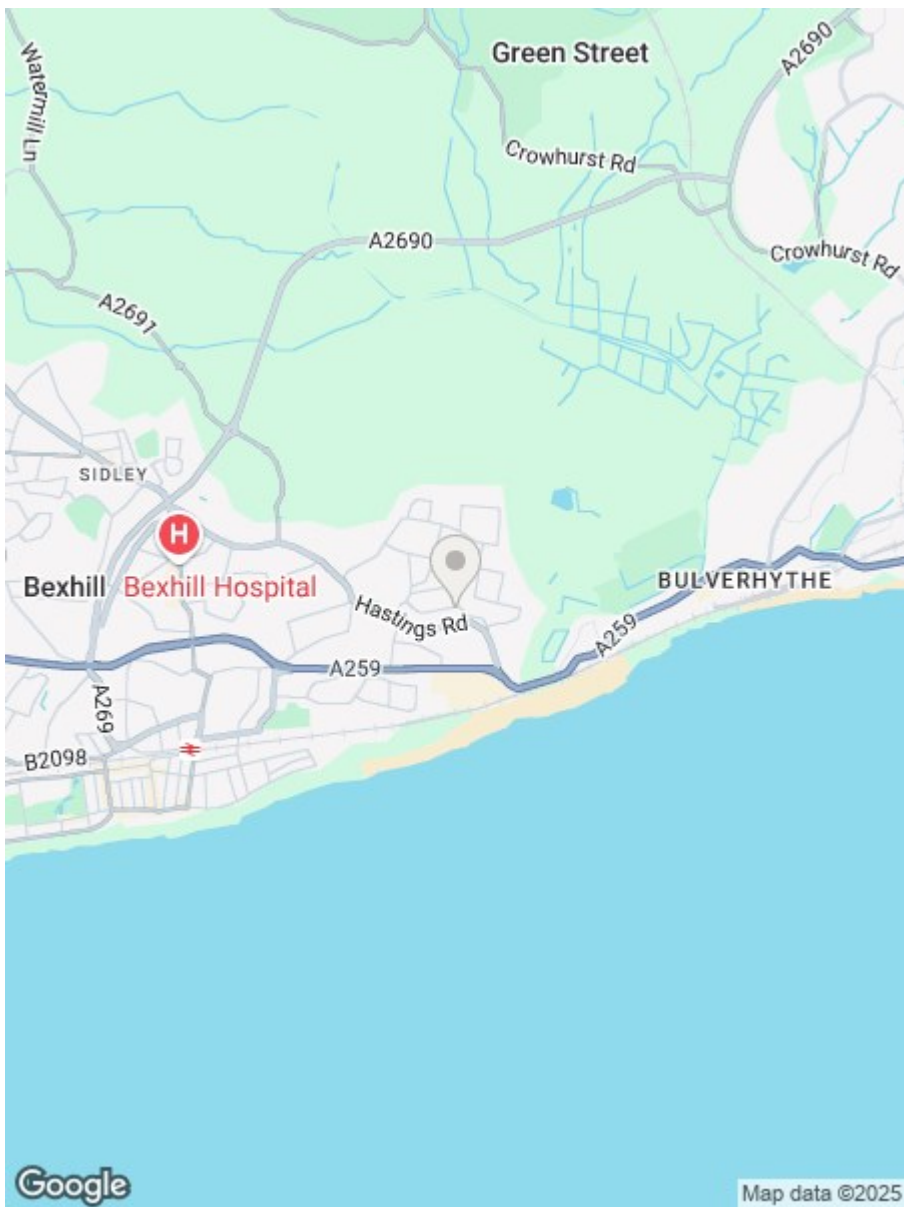 Green Street
A2690
Watermill Ln
Crowhurst Rd
A2690
Crowhurst Rd
A2691
SIDLEY
H
Bexhill
Bexhill Hospital
BULVERHYTHE
Hastings Rd
A259
A259
A269
B2098
Google
Map data ©2025